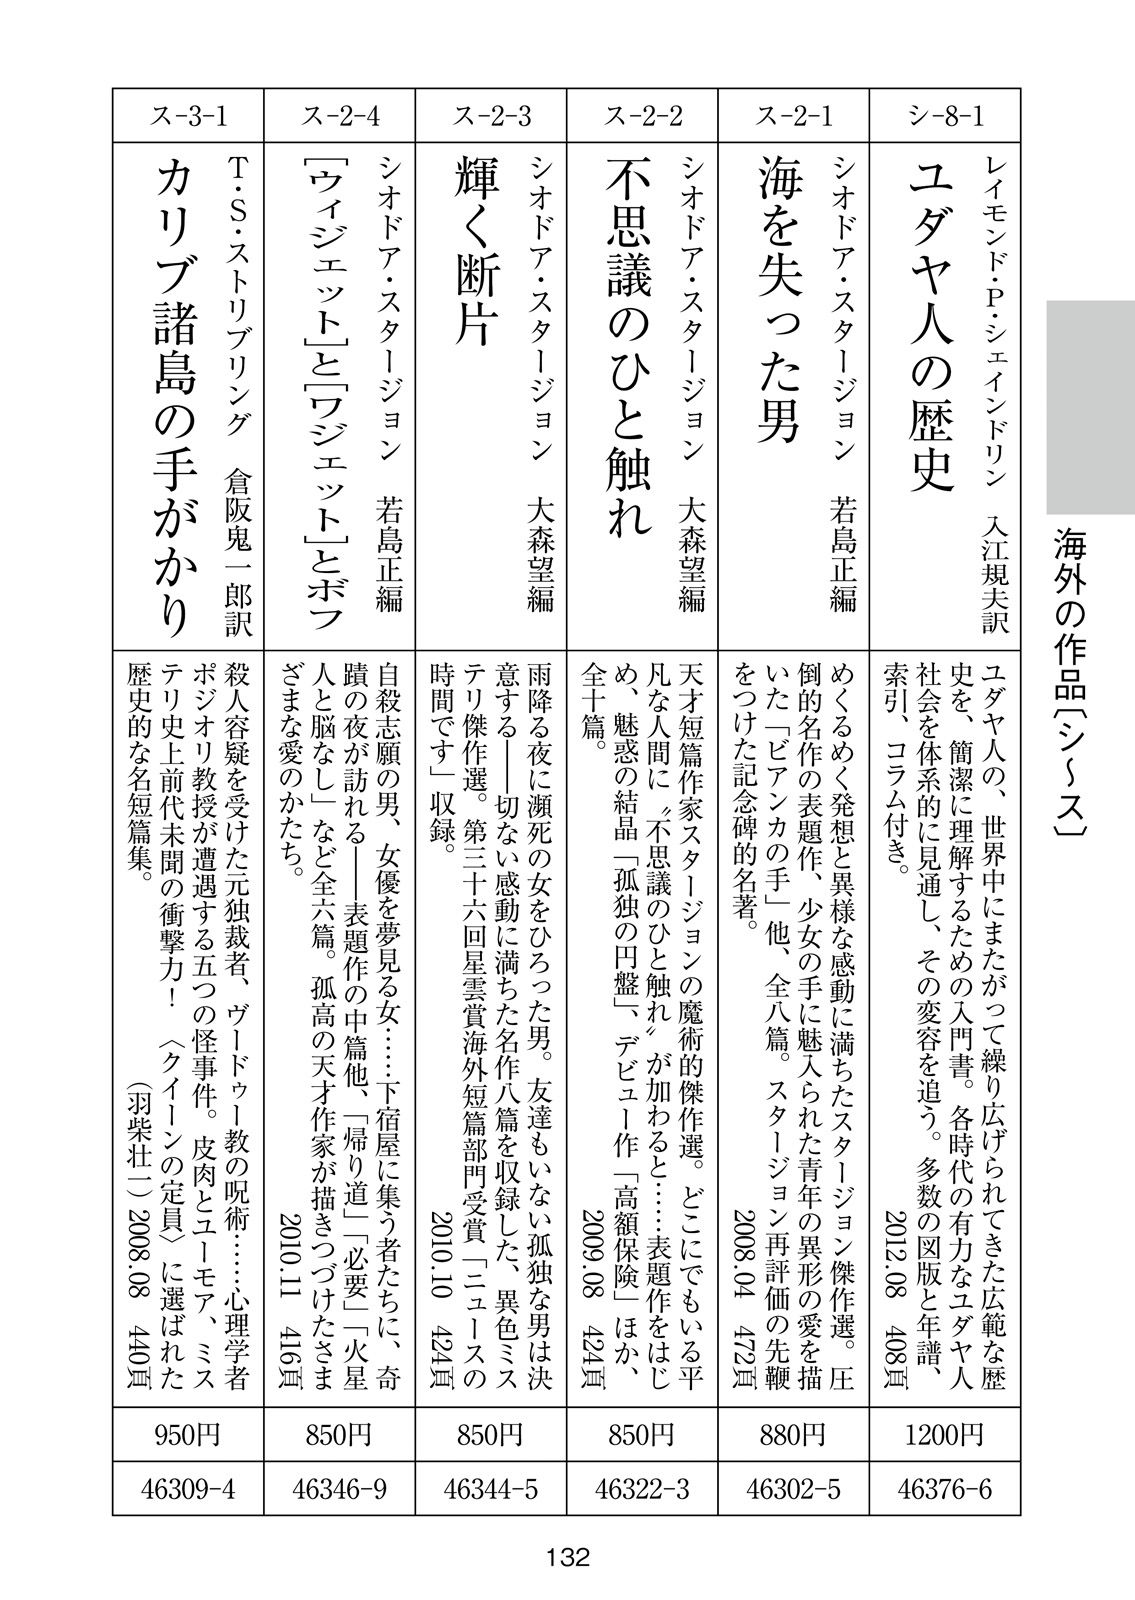 海外の作品［シ〜ス］
シ-8-1
レイモンド・P・シェインドリン　入江規夫訳
ユダヤ人の歴史
ユダヤ人の、世界中にまたがって繰り広げられてきた広範な歴
史を、簡潔に理解するための入門書。各時代の有力なユダヤ人
社会を体系的に見通し、その変容を追う。多数の図版と年譜、
索引、コラム付き。　2012.08　408頁
1200円
46376-6
ス-2-1
シオドア・スタージョン　若島正編
海を失った男
めくるめく発想と異様な感動に満ちたスタージョン傑作選。圧
倒的名作の表題作、少女の手に魅入られた青年の異形の愛を描
いた「ビアンカの手」他、全八篇。スタージョン再評価の先鞭
をつけた記念碑的名著。　2008.04　472頁
880円
46302-5
ス-2-2
シオドア・スタージョン　大森望編
不思議のひと触れ
天才短篇作家スタージョンの魔術的傑作選。どこにでもいる平
凡な人間に〝不思議のひと触れ〟が加わると……表題作をはじ
め、魅惑の結晶「孤独の円盤」、デビュー作「高額保険」ほか、
全十篇。　2009.08　424頁
850円
46322-3
ス-2-3
シオドア・スタージョン　大森望編
輝く断片
雨降る夜に瀕死の女をひろった男。友達もいない孤独な男は決
意する――切ない感動に満ちた名作八篇を収録した、異色ミス
テリ傑作選。第三十六回星雲賞海外短篇部門受賞「ニュースの
時間です」収録。　2010.10　424頁
850円
46344-5
ス-2-4
シオドア・スタージョン　若島正編
［ウィジェット］と［ワジェット］とボフ
自殺志願の男、女優を夢見る女……下宿屋に集う者たちに、奇
蹟の夜が訪れる――表題作の中篇他、「帰り道」「必要」「火星
人と脳なし」など全六篇。孤高の天才作家が描きつづけたさま
ざまな愛のかたち。　2010.11　416頁
850円
46346-9
ス-3-1
T・S・ストリブリング　倉阪鬼一郎訳
カリブ諸島の手がかり
殺人容疑を受けた元独裁者、ヴードゥー教の呪術……心理学者
ポジオリ教授が遭遇する五つの怪事件。皮肉とユーモア、ミス
テリ史上前代未聞の衝撃力！　〈クイーンの定員〉に選ばれた
歴史的な名短篇集。　（羽柴壮一）2008.08　440頁
950円
46309-4
132